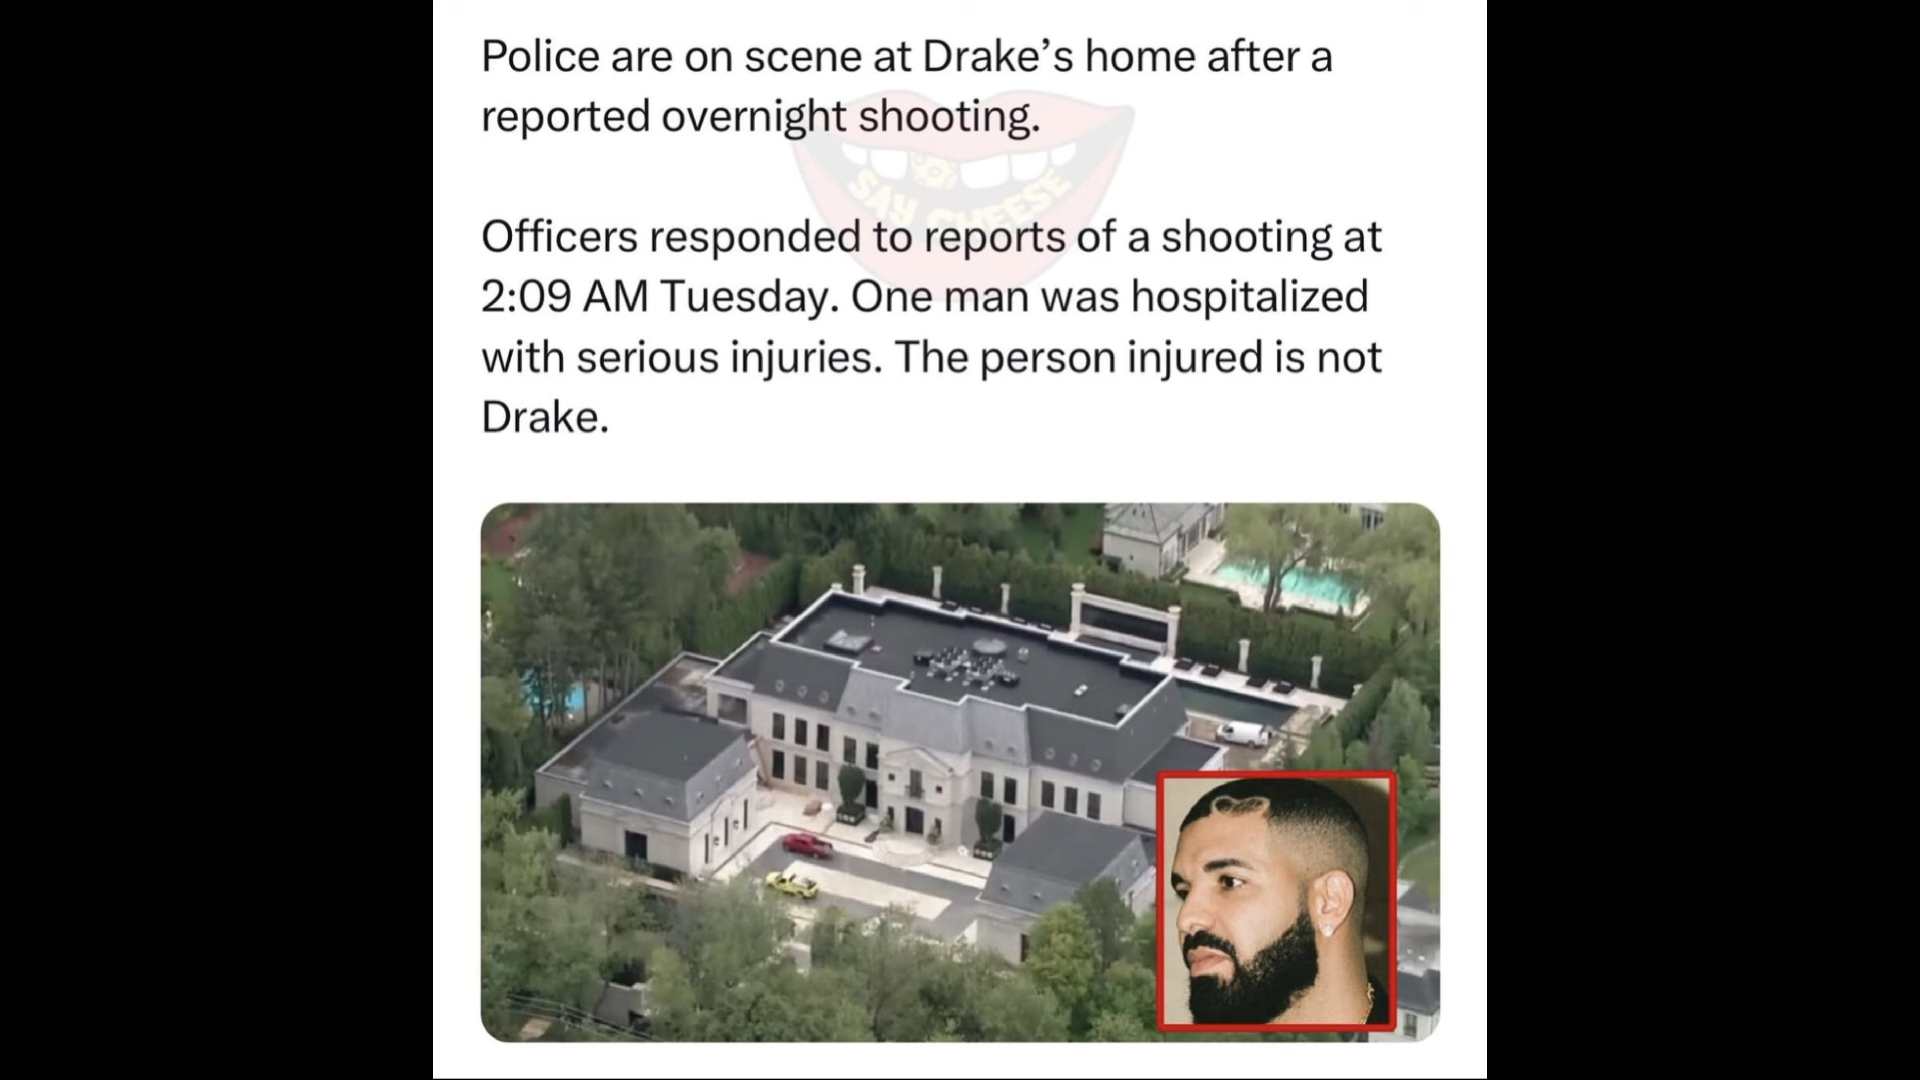 Police are on scene at Drake’s home after a
reported overnight shooting.
SAY CHEESE
Officers responded to reports of a shooting at
2:09 AM Tuesday. One man was hospitalized
with serious injuries. The person injured is not
Drake.